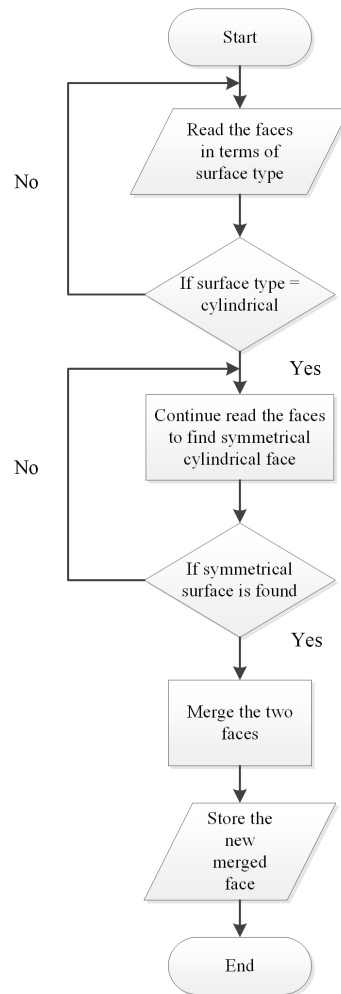 Start
Read the faces
in terms of
surface type
No
If surface type =
cylindrical
Yes
Continue read the faces
to find symmetrical
cylindrical face
No
If symmetrical
surface is found
Yes
Merge the two
faces
Store the
new
merged
face
End